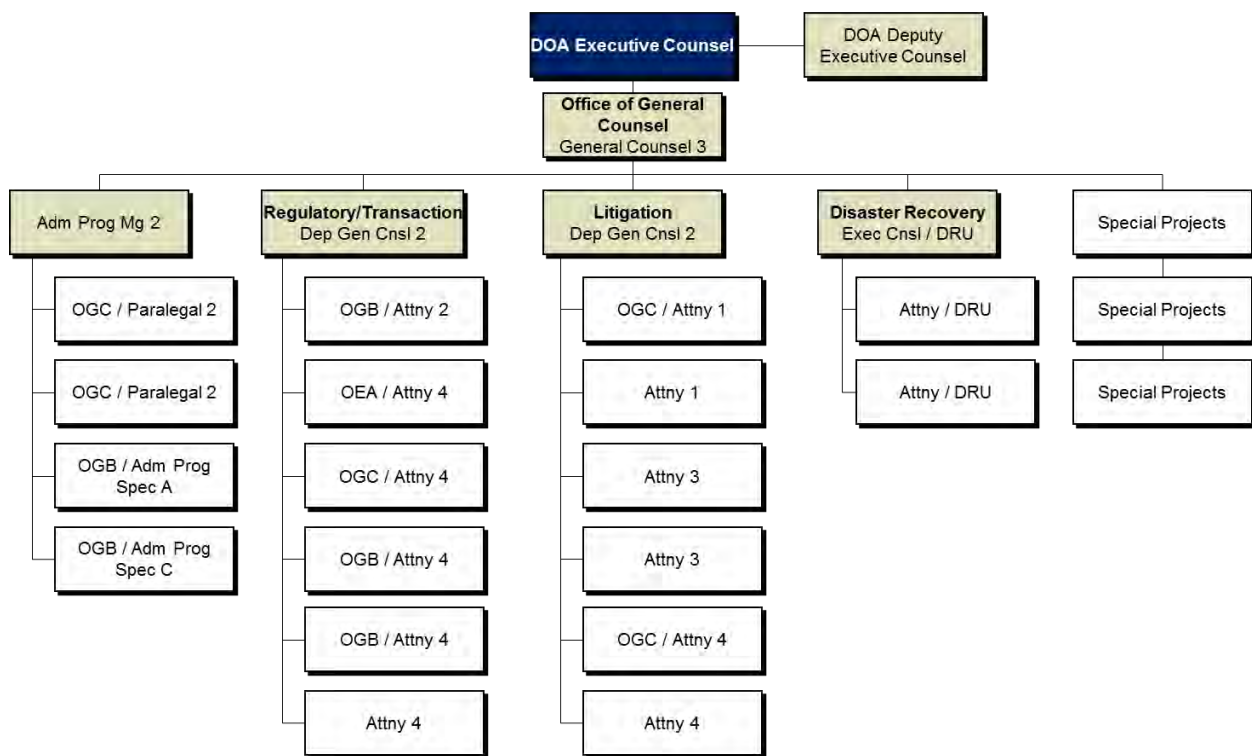 DOA Executive Counsel
DOA Deputy
Executive Counsel
Office of General
Counsel
General Counsel 3
Adm Prog Mg 2
OGC / Paralegal 2
OGC / Paralegal 2
OGB / Adm Prog
Spec A
OGB / Adm Prog
Spec C
Regulatory/Transaction
Dep Gen Cnsl 2
OGB / Attny 2
OEA / Attny 4
OGC / Attny 4
OGB / Attny 4
OGB / Attny 4
Attny 4
Litigation
Dep Gen Cnsl 2
OGC / Attny 1
Attny 1
Attny 3
Attny 3
OGC / Attny 4
Attny 4
Disaster Recovery
Exec Cnsl / DRU
Attny / DRU
Attny / DRU
Special Projects
Special Projects
Special Projects